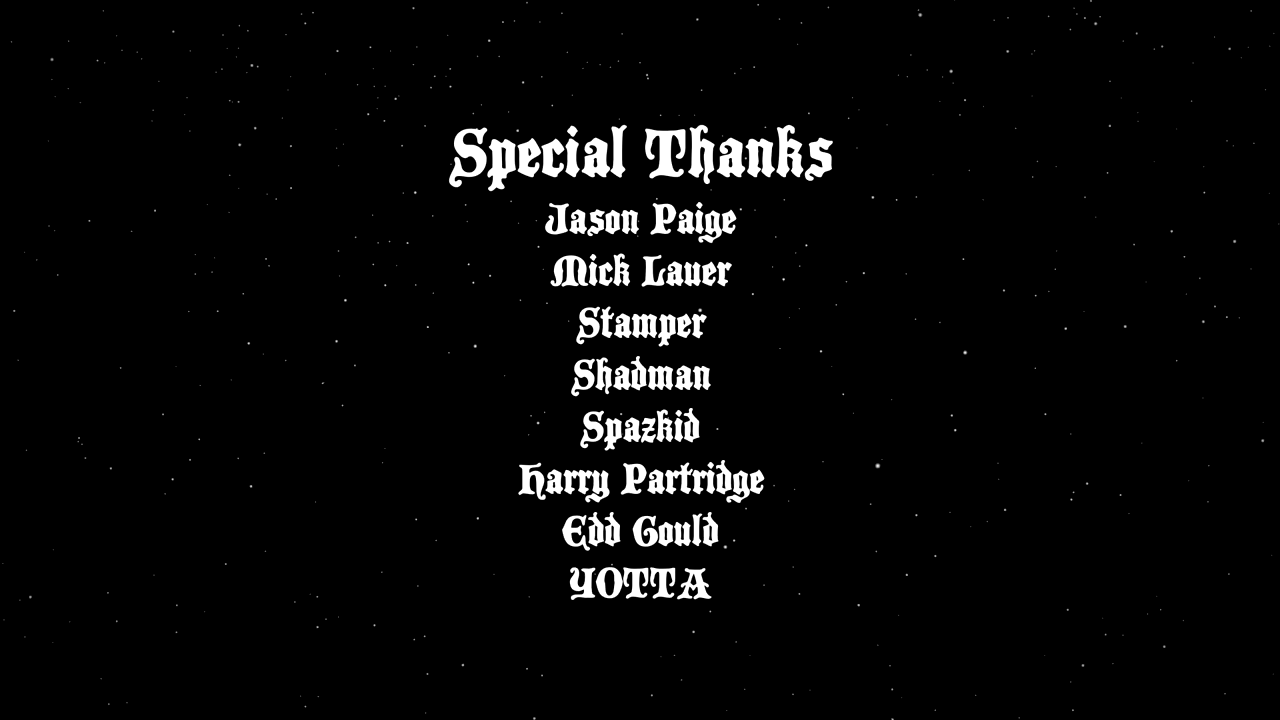 Special Thanks
Jason Paige
Mick Lauer
Stamper
Shadman
Spazkid
Harry Partridge
Edd Gould
YOTTA